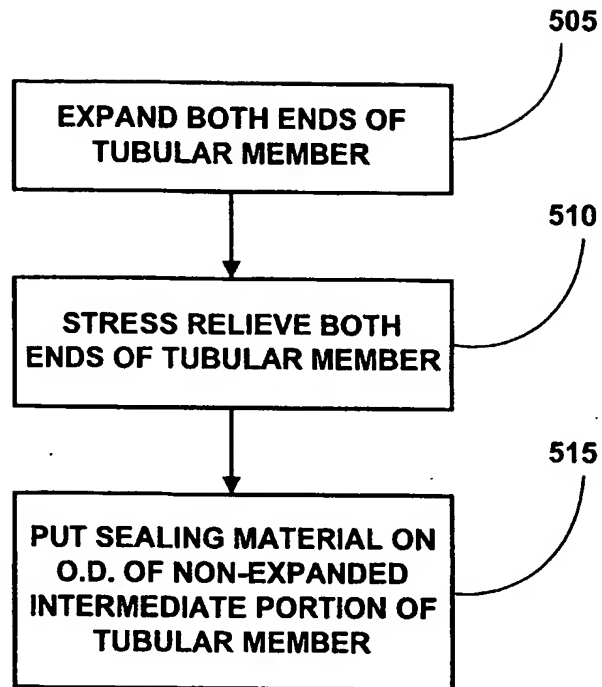 505
EXPAND BOTH ENDS OF
TUBULAR MEMBER
510
STRESS RELIEVE BOTH
ENDS OF TUBULAR MEMBER
515
PUT SEALING MATERIAL ON
O.D. OF NON-EXPANDED
INTERMEDIATE PORTION OF
TUBULAR MEMBER